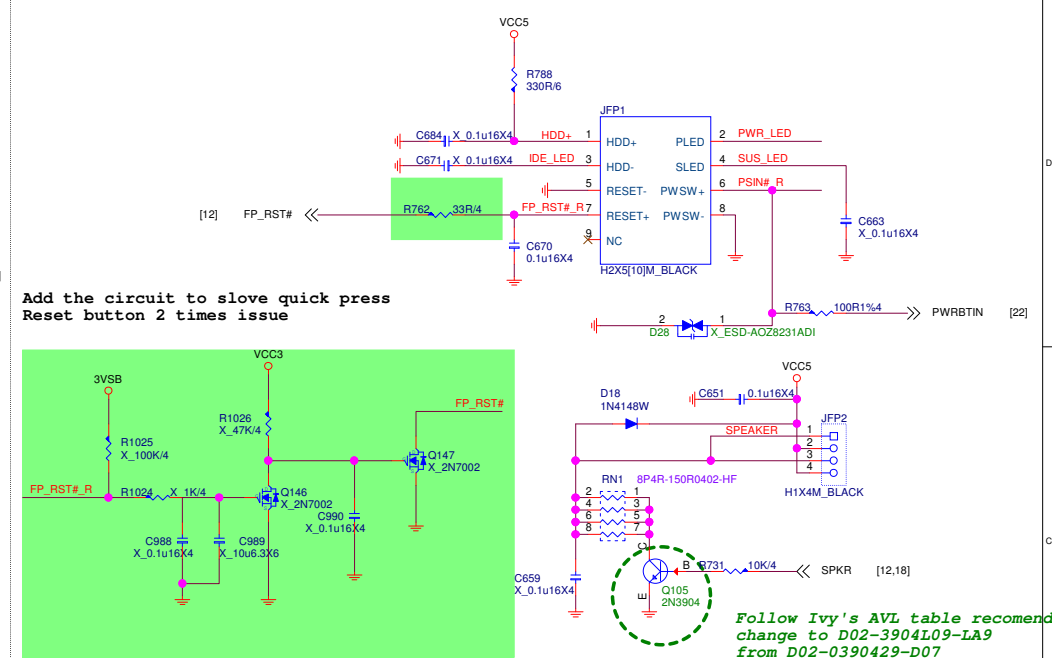 VCC5
R788
330R/6
JFP1
C684 X_0.1u16X4 HDD+ 1 HDD+ PLED 2 PWR_LED
C671 X_0.1u16X4 IDE_LED 3 HDD- SLED 4 SUS_LED
5 RESET- PWSW+ 6 PSIN#_R
[12] FP_RST# R762 33R/4 FP_RST#_R 7 RESET+ PWSW- 8
9 NC
C670
0.1u16X4
C663
X_0.1u16X4
H2X5[10]M_BLACK
Add the circuit to slove quick press
Reset button 2 times issue
R763 100R1%4 PWRBTIN [22]
2 1
D28 X_ESD-AOZ8231ADI
VCC3
3VSB
R1025
X_100K/4
R1026
X_47K/4
FP_RST#
Q147
X_2N7002
FP_RST#_R R1024 X_1K/4
Q146
X_2N7002
C990
X_0.1u16X4
C988
X_0.1u16X4
C989
X_10u6.3X6
VCC5
D18
1N4148W
C651 0.1u16X4
JFP2
SPEAKER
1
2
3
4
H1X4M_BLACK
RN1 8P4R-150R0402-HF
2 1
4 3
6 5
8 7
C659
X_0.1u16X4
C
B
E
R731 10K/4 SPKR [12,18]
Q105
2N3904
Follow Ivy's AVL table recomend
change to D02-3904L09-LA9
from D02-0390429-D07
D
C